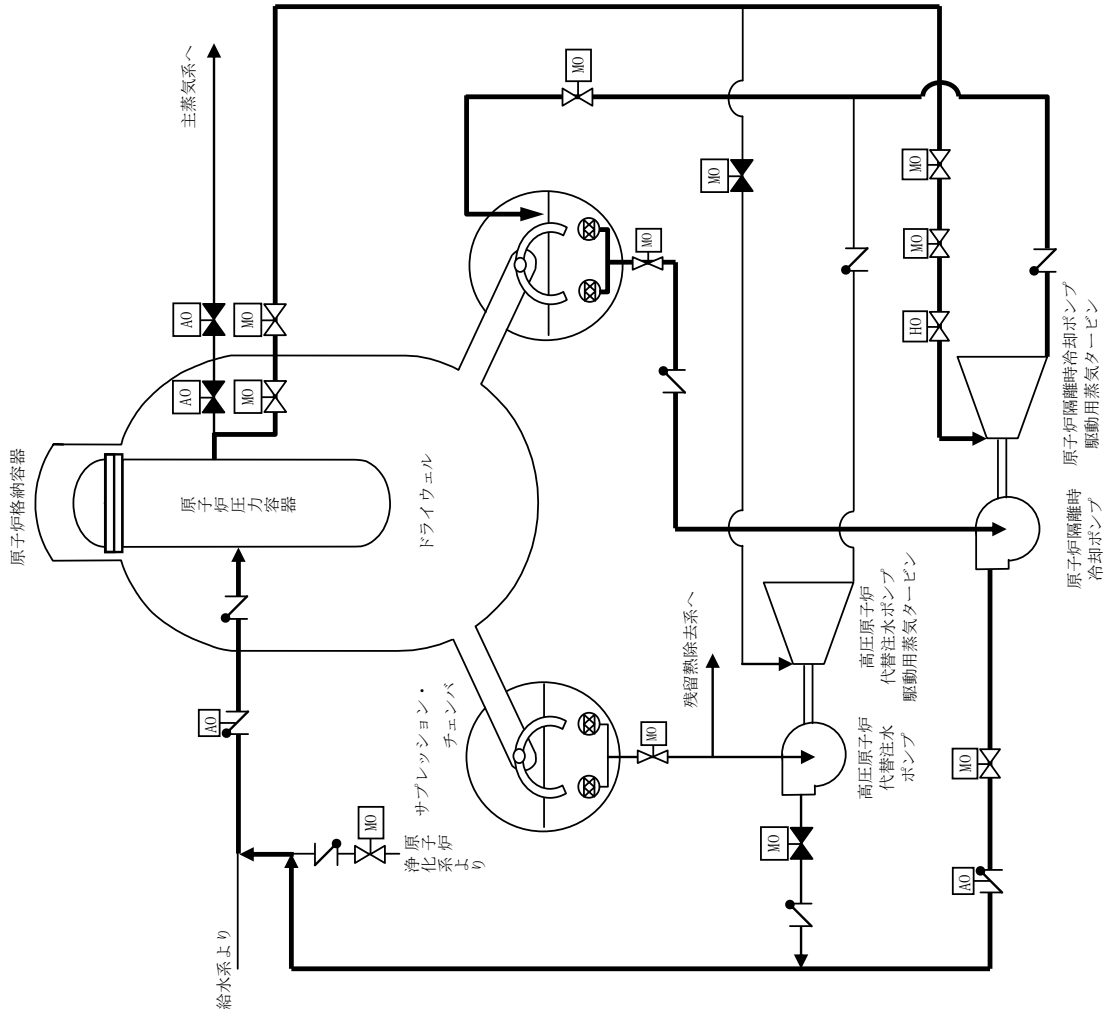 主蒸気系へ
MO
MO
AO
MO
AO
MO
MO
MO
MO
HO
AO
MO
原子炉格納容器
原子炉圧力容器
ドライウェル
原子炉隔離時冷却ポンプ
駆動用蒸気タービン
原子炉隔離時
冷却ポンプ
高圧原子炉
代替注水ポンプ
駆動用蒸気タービン
残留熱除去系へ
高圧原子炉
代替注水
ポンプ
サプレッション・
チェンバ
MO
AO
MO
MO
MO
原子炉
浄化系
より
AO
給水系より